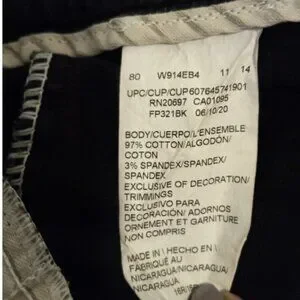 80 W914EB4 11 14
UPC/CUP/CUP607645741901
RN20697 CA01085
FP321BK 06/10/20
BODY/CUERPO/L'ENSEMBLE
97% COTTON/ALGODÓN/
COTON
3% SPANDEX/SPANDEX/
SPANDEX
EXCLUSIVE OF DECORATION/
TRIMMINGS
EXCLUSIVO PARA
DECORACIÓN/ADORNOS
ORNEMENT ET GARNITURE
NON COMPRIS
MADE IN \ HECHO EN \
FABRIQUÉ AU
NICARAGUA/NICARAGUA/
NICARAGUA